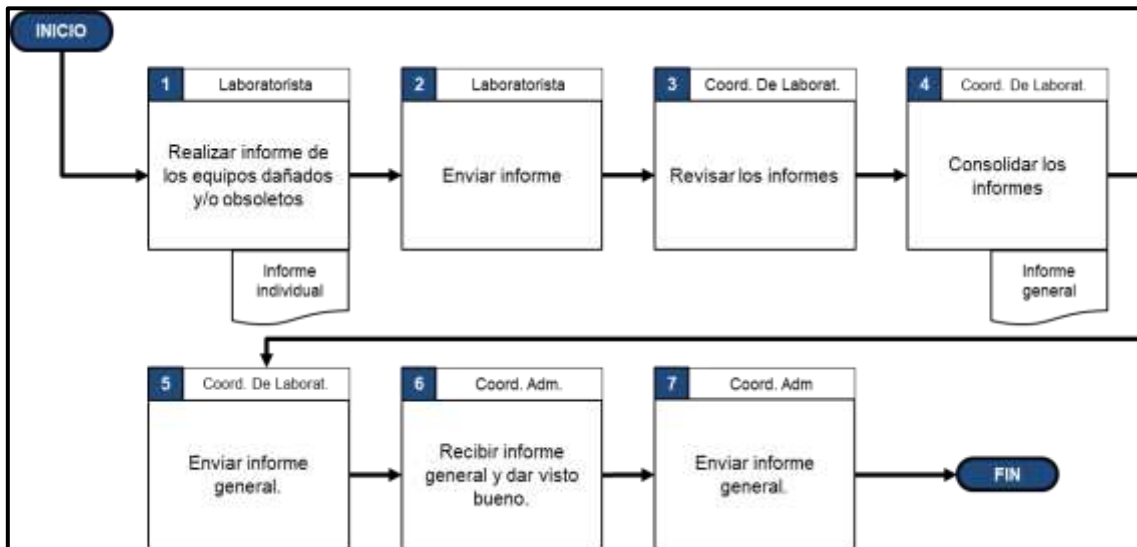 INICIO
1 Laboratorista
Realizar informe de
los equipos dañados
y/o obsoletos
Informe
individual
2 Laboratorista
Enviar informe
3 Coord. De Laborat.
Revisar los informes
4 Coord. De Laborat.
Consolidar los
informes
Informe
general
5 Coord. De Laborat.
Enviar informe
general.
6 Coord. Adm.
Recibir informe
general y dar visto
bueno.
7 Coord. Adm
Enviar informe
general.
FIN